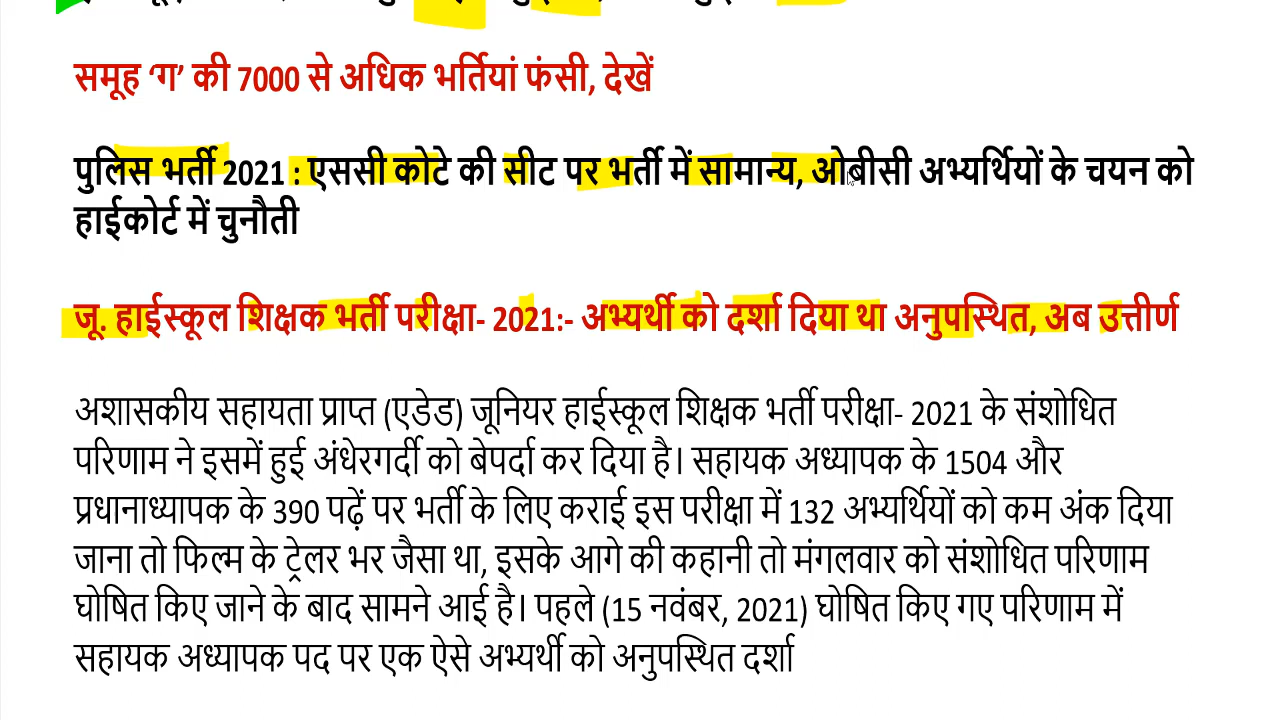 समूह ‘ग’ की 7000 से अधिक भर्तियां फंसी, देखें
पुलिस भर्ती 2021 : एससी कोटे की सीट पर भर्ती में सामान्य, ओबीसी अभ्यर्थियों के चयन को
हाईकोर्ट में चुनौती
जू. हाईस्कूल शिक्षक भर्ती परीक्षा- 2021:- अभ्यर्थी को दर्शा दिया था अनुपस्थित, अब उत्तीर्ण
अशासकीय सहायता प्राप्त (एडेड) जूनियर हाईस्कूल शिक्षक भर्ती परीक्षा- 2021 के संशोधित
परिणाम ने इसमें हुई अंधेरगर्दी को बेपर्दा कर दिया है। सहायक अध्यापक के 1504 और
प्रधानाध्यापक के 390 पढ़ें पर भर्ती के लिए कराई इस परीक्षा में 132 अभ्यर्थियों को कम अंक दिया
जाना तो फिल्म के ट्रेलर भर जैसा था, इसके आगे की कहानी तो मंगलवार को संशोधित परिणाम
घोषित किए जाने के बाद सामने आई है। पहले (15 नवंबर, 2021) घोषित किए गए परिणाम में
सहायक अध्यापक पद पर एक ऐसे अभ्यर्थी को अनुपस्थित दर्शा